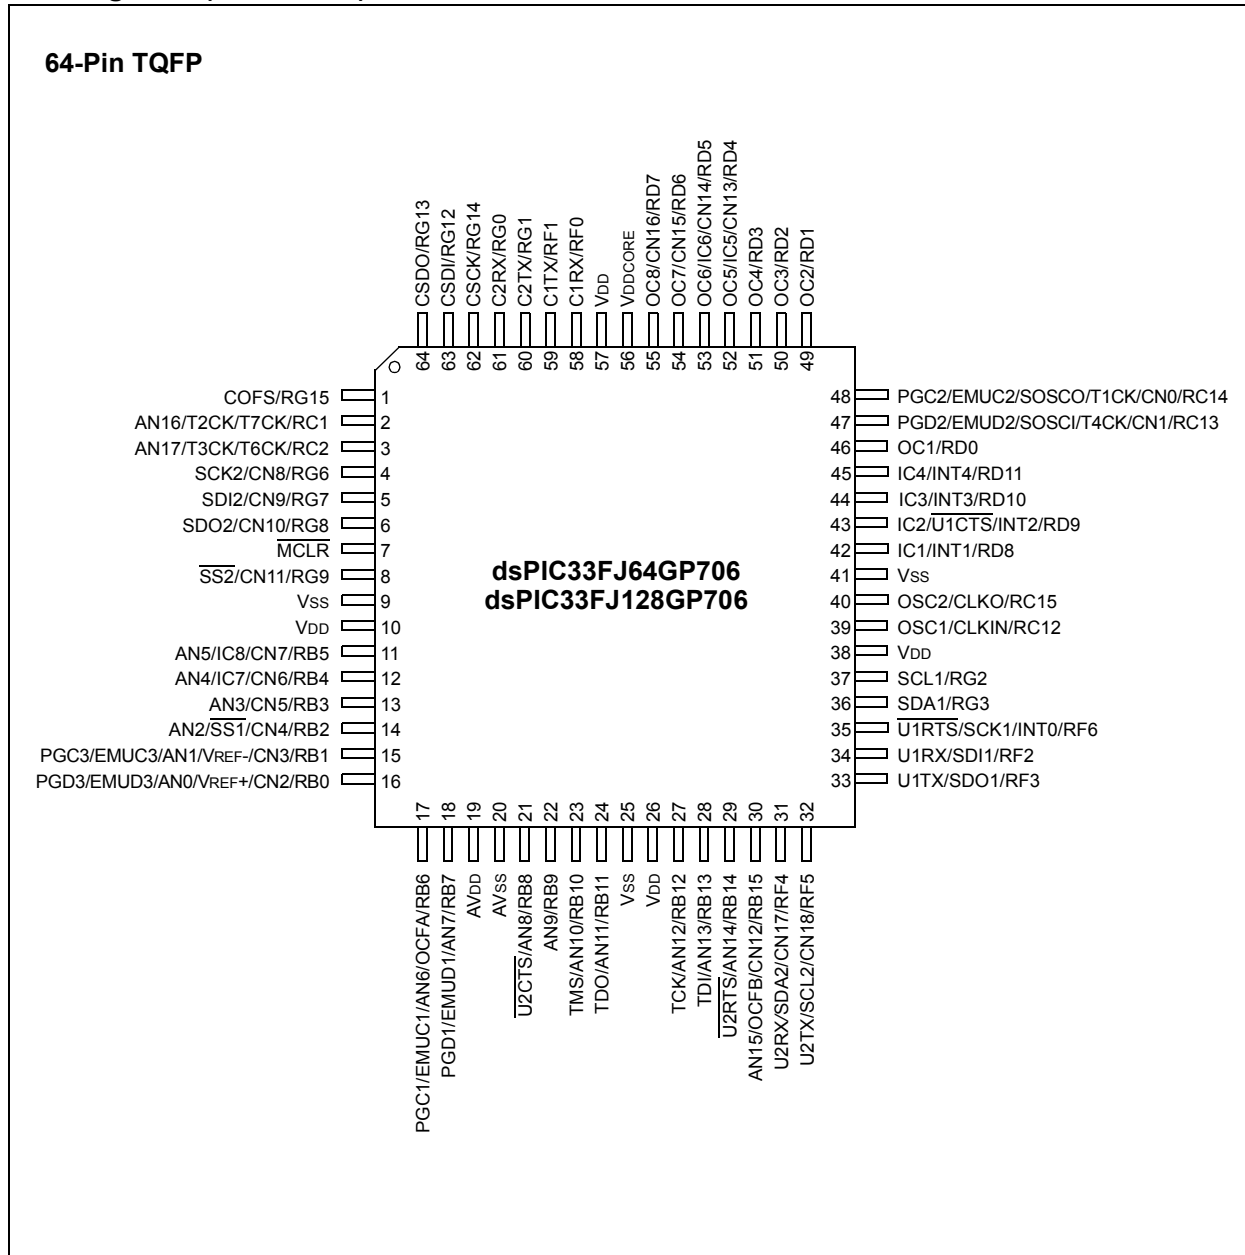 64-Pin TQFP
CSDO/RG13
CSDI/RG12
CSCK/RG14
C2RX/RG0
C2TX/RG1
C1TX/RF1
C1RX/RF0
VDD
VDDCORE
OC8/CN16/RD7
OC7/CN15/RD6
OC6/IC6/CN14/RD5
OC5/IC5/CN13/RD4
OC4/RD3
OC3/RD2
OC2/RD1
64 63 62 61 60 59 58 57 56 55 54 53 52 51 50 49
COFS/RG15 1
AN16/T2CK/T7CK/RC1 2
AN17/T3CK/T6CK/RC2 3
SCK2/CN8/RG6 4
SDI2/CN9/RG7 5
SDO2/CN10/RG8 6
MCLR 7
SS2/CN11/RG9 8
VSS 9
VDD 10
AN5/IC8/CN7/RB5 11
AN4/IC7/CN6/RB4 12
AN3/CN5/RB3 13
AN2/SS1/CN4/RB2 14
PGC3/EMUC3/AN1/VREF-/CN3/RB1 15
PGD3/EMUD3/AN0/VREF+/CN2/RB0 16
dsPIC33FJ64GP706
dsPIC33FJ128GP706
48 PGC2/EMUC2/SOSCO/T1CK/CN0/RC14
47 PGD2/EMUD2/SOSCI/T4CK/CN1/RC13
46 OC1/RD0
45 IC4/INT4/RD11
44 IC3/INT3/RD10
43 IC2/U1CTS/INT2/RD9
42 IC1/INT1/RD8
41 VSS
40 OSC2/CLKO/RC15
39 OSC1/CLKIN/RC12
38 VDD
37 SCL1/RG2
36 SDA1/RG3
35 U1RTS/SCK1/INT0/RF6
34 U1RX/SDI1/RF2
33 U1TX/SDO1/RF3
17 18 19 20 21 22 23 24 25 26 27 28 29 30 31 32
PGC1/EMUC1/AN6/OCFA/RB6
PGD1/EMUD1/AN7/RB7
AVDD
AVSS
U2CTS/AN8/RB8
AN9/RB9
TMS/AN10/RB10
TDO/AN11/RB11
VSS
VDD
TCK/AN12/RB12
TDI/AN13/RB13
U2RTS/AN14/RB14
AN15/OCFB/CN12/RB15
U2RX/SDA2/CN17/RF4
U2TX/SCL2/CN18/RF5